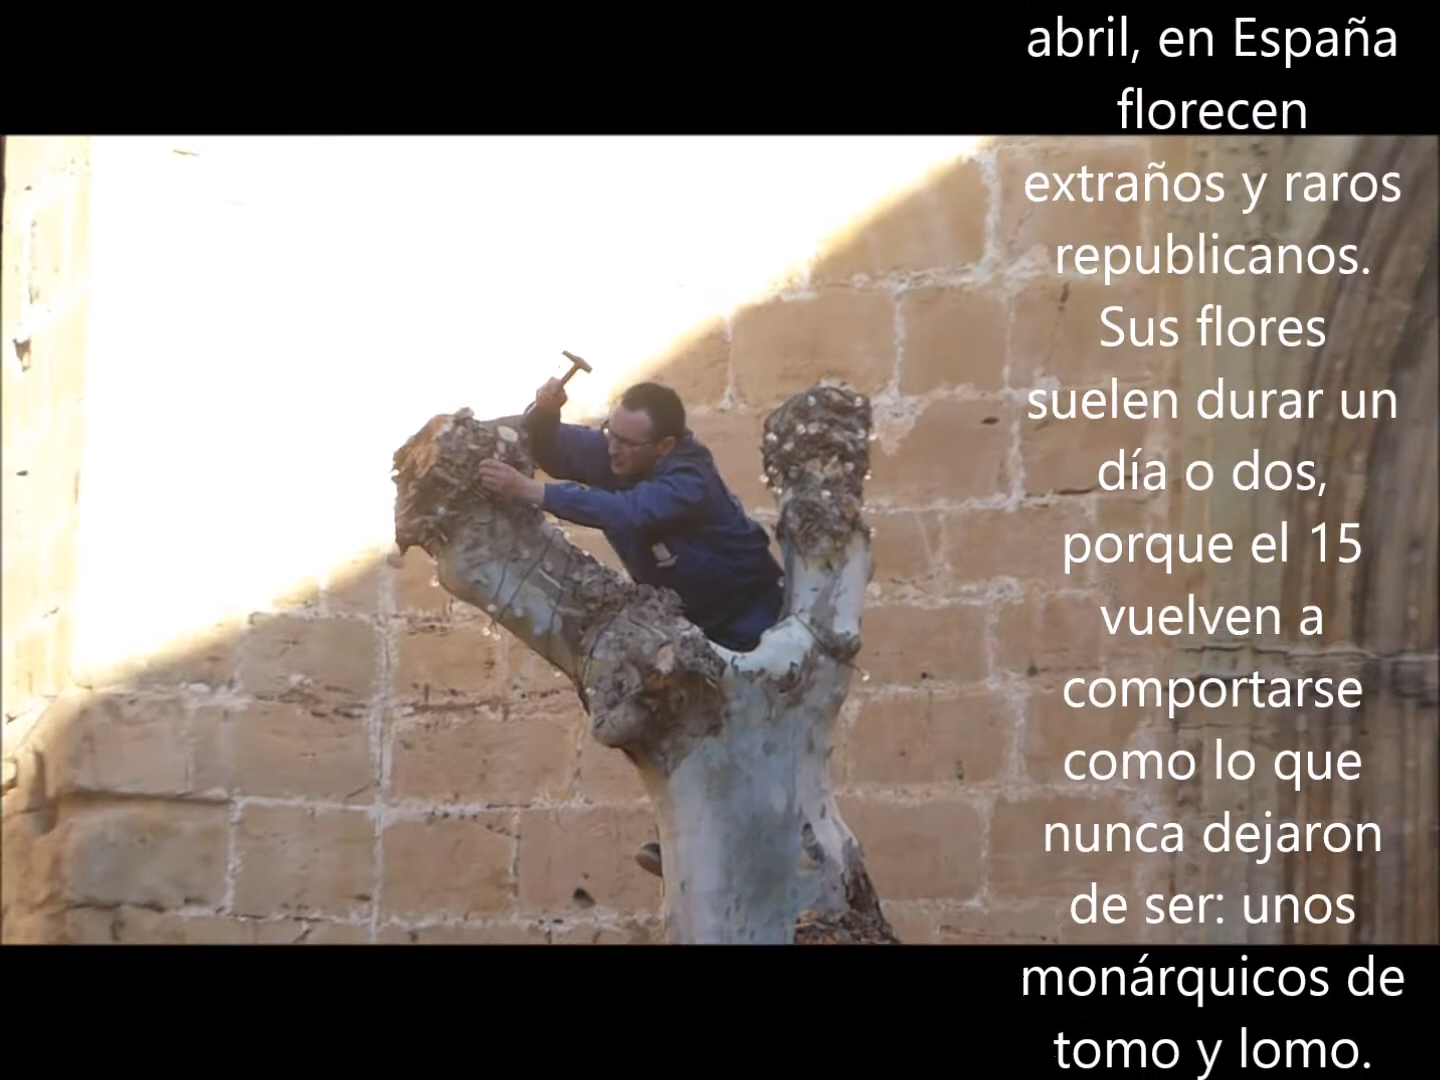 abril, en España
florecen
extraños y raros
republicanos.
Sus flores
suelen durar un
día o dos,
porque el 15
vuelven a
comportarse
como lo que
nunca dejaron
de ser: unos
monárquicos de
tomo y lomo.